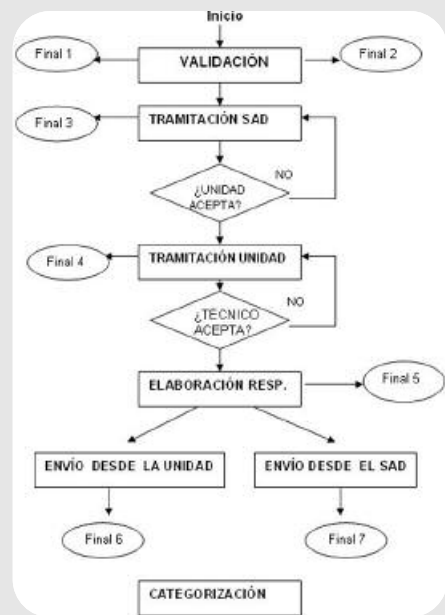 Inicio
Final 1
VALIDACIÓN
Final 2
Final 3
TRAMITACIÓN SAD
NO
¿UNIDAD
ACEPTA?
Final 4
TRAMITACIÓN UNIDAD
NO
¿TÉCNICO
ACEPTA?
ELABORACIÓN RESP.
Final 5
ENVÍO DESDE LA UNIDAD
ENVÍO DESDE EL SAD
Final 6
Final 7
CATEGORIZACIÓN